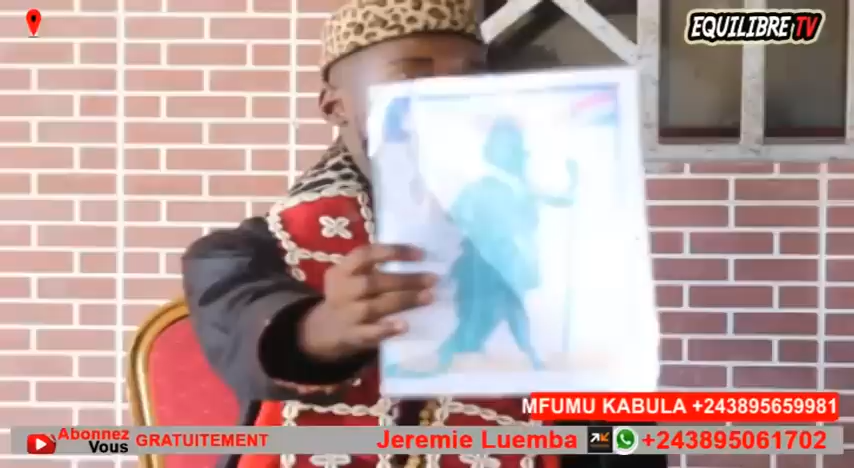 EQUILIBRE TV
MFUMU KABULA +243895659981
Abonnez
Vous
GRATUITEMENT
Jeremie Luemba
+243895061702